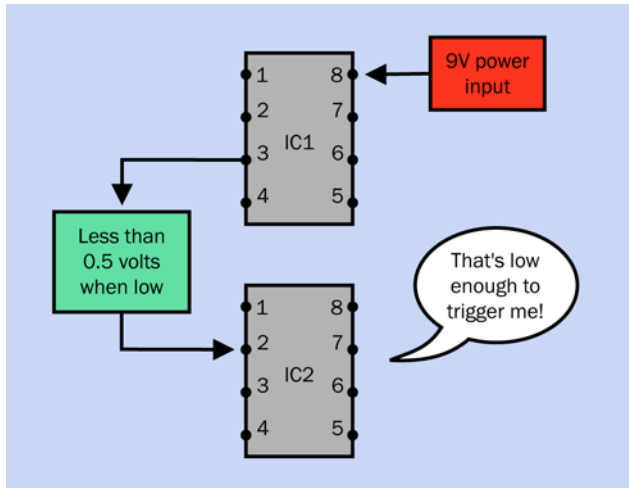 1
8
9V power
input
2
7
3
IC1
6
4
5
Less than
0.5 volts
when low
That's low
enough to
trigger me!
1
8
2
7
3
IC2
6
4
5